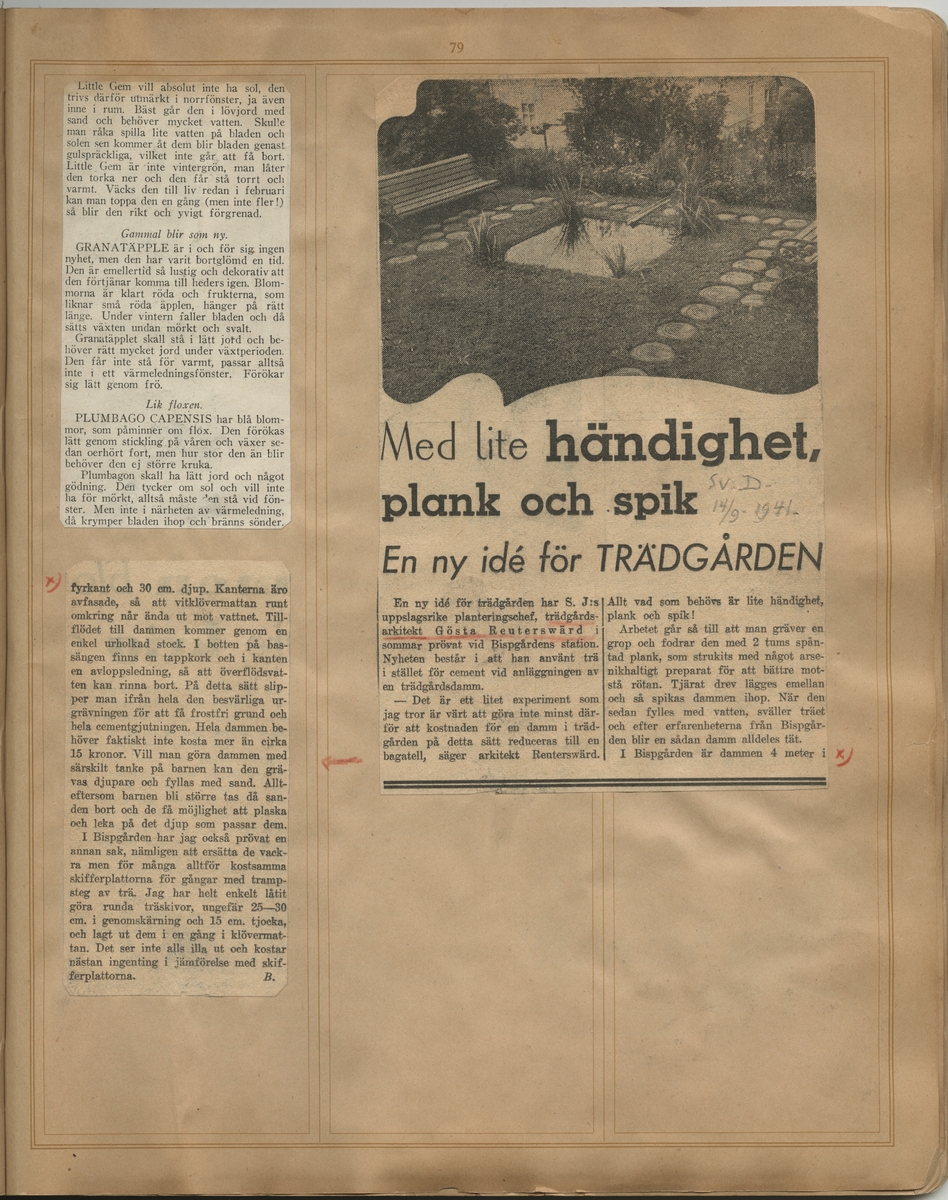 79
Little Gem vill absolut inte ha sol, den
trivs därför utmärkt i norrfönster, ja även
inne i rum. Bäst går den i lövjord med
sand och behöver mycket vatten. Skulle
man råka spilla lite vatten på bladen och
solen sen kommer åt dem blir bladen genast
gulspräckliga, vilket inte går att få bort.
Little Gem är inte vintergrön, man låter
den torka ner och den får stå torrt och
varmt. Väcks den till liv redan i februari
kan man toppa den en gång (men inte fler!)
så blir den rikt och yvigt förgrenad.
Gammal blir som ny.
GRANATÄPPLE är i och för sig ingen
nyhet, men den har varit bortglömd en tid.
Den är emellertid så lustig och dekorativ att
den förtjänar komma till heders igen. Blom-
morna är klart röda och frukterna, som
liknar små röda äpplen, hänger på rätt
länge. Under vintern faller bladen och då
sätts växten undan mörkt och svalt.
Granatäpplet skall stå i lätt jord och be-
höver rätt mycket jord under växtperioden.
Den får inte stå för varmt, passar alltså
inte i ett värmeledningsfönster. Förökar
sig lätt genom frö.
Lik floxen.
PLUMBAGO CAPENSIS har blå blom-
mor, som påminner om flox. Den förökas
lätt genom stickling på våren och växer se-
dan oerhört fort, men hur stor den än blir
behöver den ej större kruka.
Plumbagon skall ha lätt jord och något
gödning. Den tycker om sol och vill inte
ha för mörkt, alltså måste den stå vid fön-
ster. Men inte i närheten av värmeledning,
då krymper bladen ihop och bränns sönder.
Med lite händighet,
plank och spik
Sv. D-
14/9- 1941.
En ny idé för TRÄDGÅRDEN
En ny idé för trädgården har S. J:s
uppslagsrike planteringschef, trädgårds-
arkitekt Gösta Reuterswärd i
sommar prövat vid Bispgårdens station.
Nyheten består i att han använt trä
i stället för cement vid anläggningen av
en trädgårdsdamm.
— Det är ett litet experiment som
jag tror är värt att göra inte minst där-
för att kostnaden för en damm i träd-
gården på detta sätt reduceras till en
bagatell, säger arkitekt Renterswärd.
Allt vad som behövs är lite händighet,
plank och spik!
Arbetet går så till att man gräver en
grop och fodrar den med 2 tums spån-
tad plank, som strukits med något arse-
nikhaltigt preparat för att bättre mot-
stå rötan. Tjärat drev lägges emellan
och så spikas dammen ihop. När den
sedan fylles med vatten, sväller träet
och efter erfarenheterna från Bispgår-
den blir en sådan damm alldeles tät.
I Bispgården är dammen 4 meter i x)
x) fyrkant och 30 cm. djup. Kanterna äro
avfasade, så att vitklövermattan runt
omkring når ända ut mot vattnet. Till-
flödet till dammen kommer genom en
enkel urholkad stock. I botten på bas-
sängen finns en tappkork och i kanten
en avloppsledning, så att överflödsvat-
ten kan rinna bort. På detta sätt slip-
per man ifrån hela den besvärliga ur-
grävningen för att få frostfri grund och
hela cementgjutningen. Hela dammen be-
höver faktiskt inte kosta mer än cirka
15 kronor. Vill man göra dammen med
särskilt tanke på barnen kan den grä-
vas djupare och fyllas med sand. Allt-
eftersom barnen bli större tas då san-
den bort och de få möjlighet att plaska
och leka på det djup som passar dem.
I Bispgården har jag också prövat en
annan sak, nämligen att ersätta de vack-
ra men för många alltför kostsamma
skifferplattorna för gångar med tramp-
steg av trä. Jag har helt enkelt låtit
göra runda träskivor, ungefär 25—30
cm. i genomskärning och 15 cm. tjocka,
och lagt ut dem i en gång i klövermat-
tan. Det ser inte alls illa ut och kostar
nästan ingenting i jämförelse med skif-
ferplattorna. B.